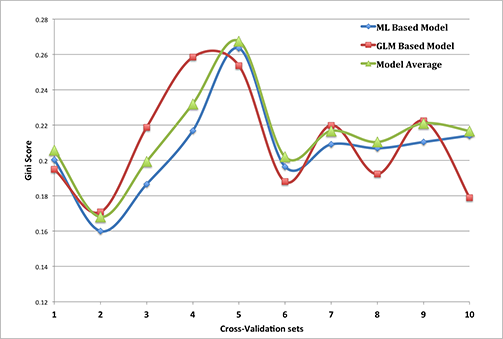 0.28
0.26
0.24
0.22
0.2
0.18
0.16
0.14
0.12
Gini Score
ML Based Model
GLM Based Model
Model Average
1 2 3 4 5 6 7 8 9 10
Cross-Validation sets